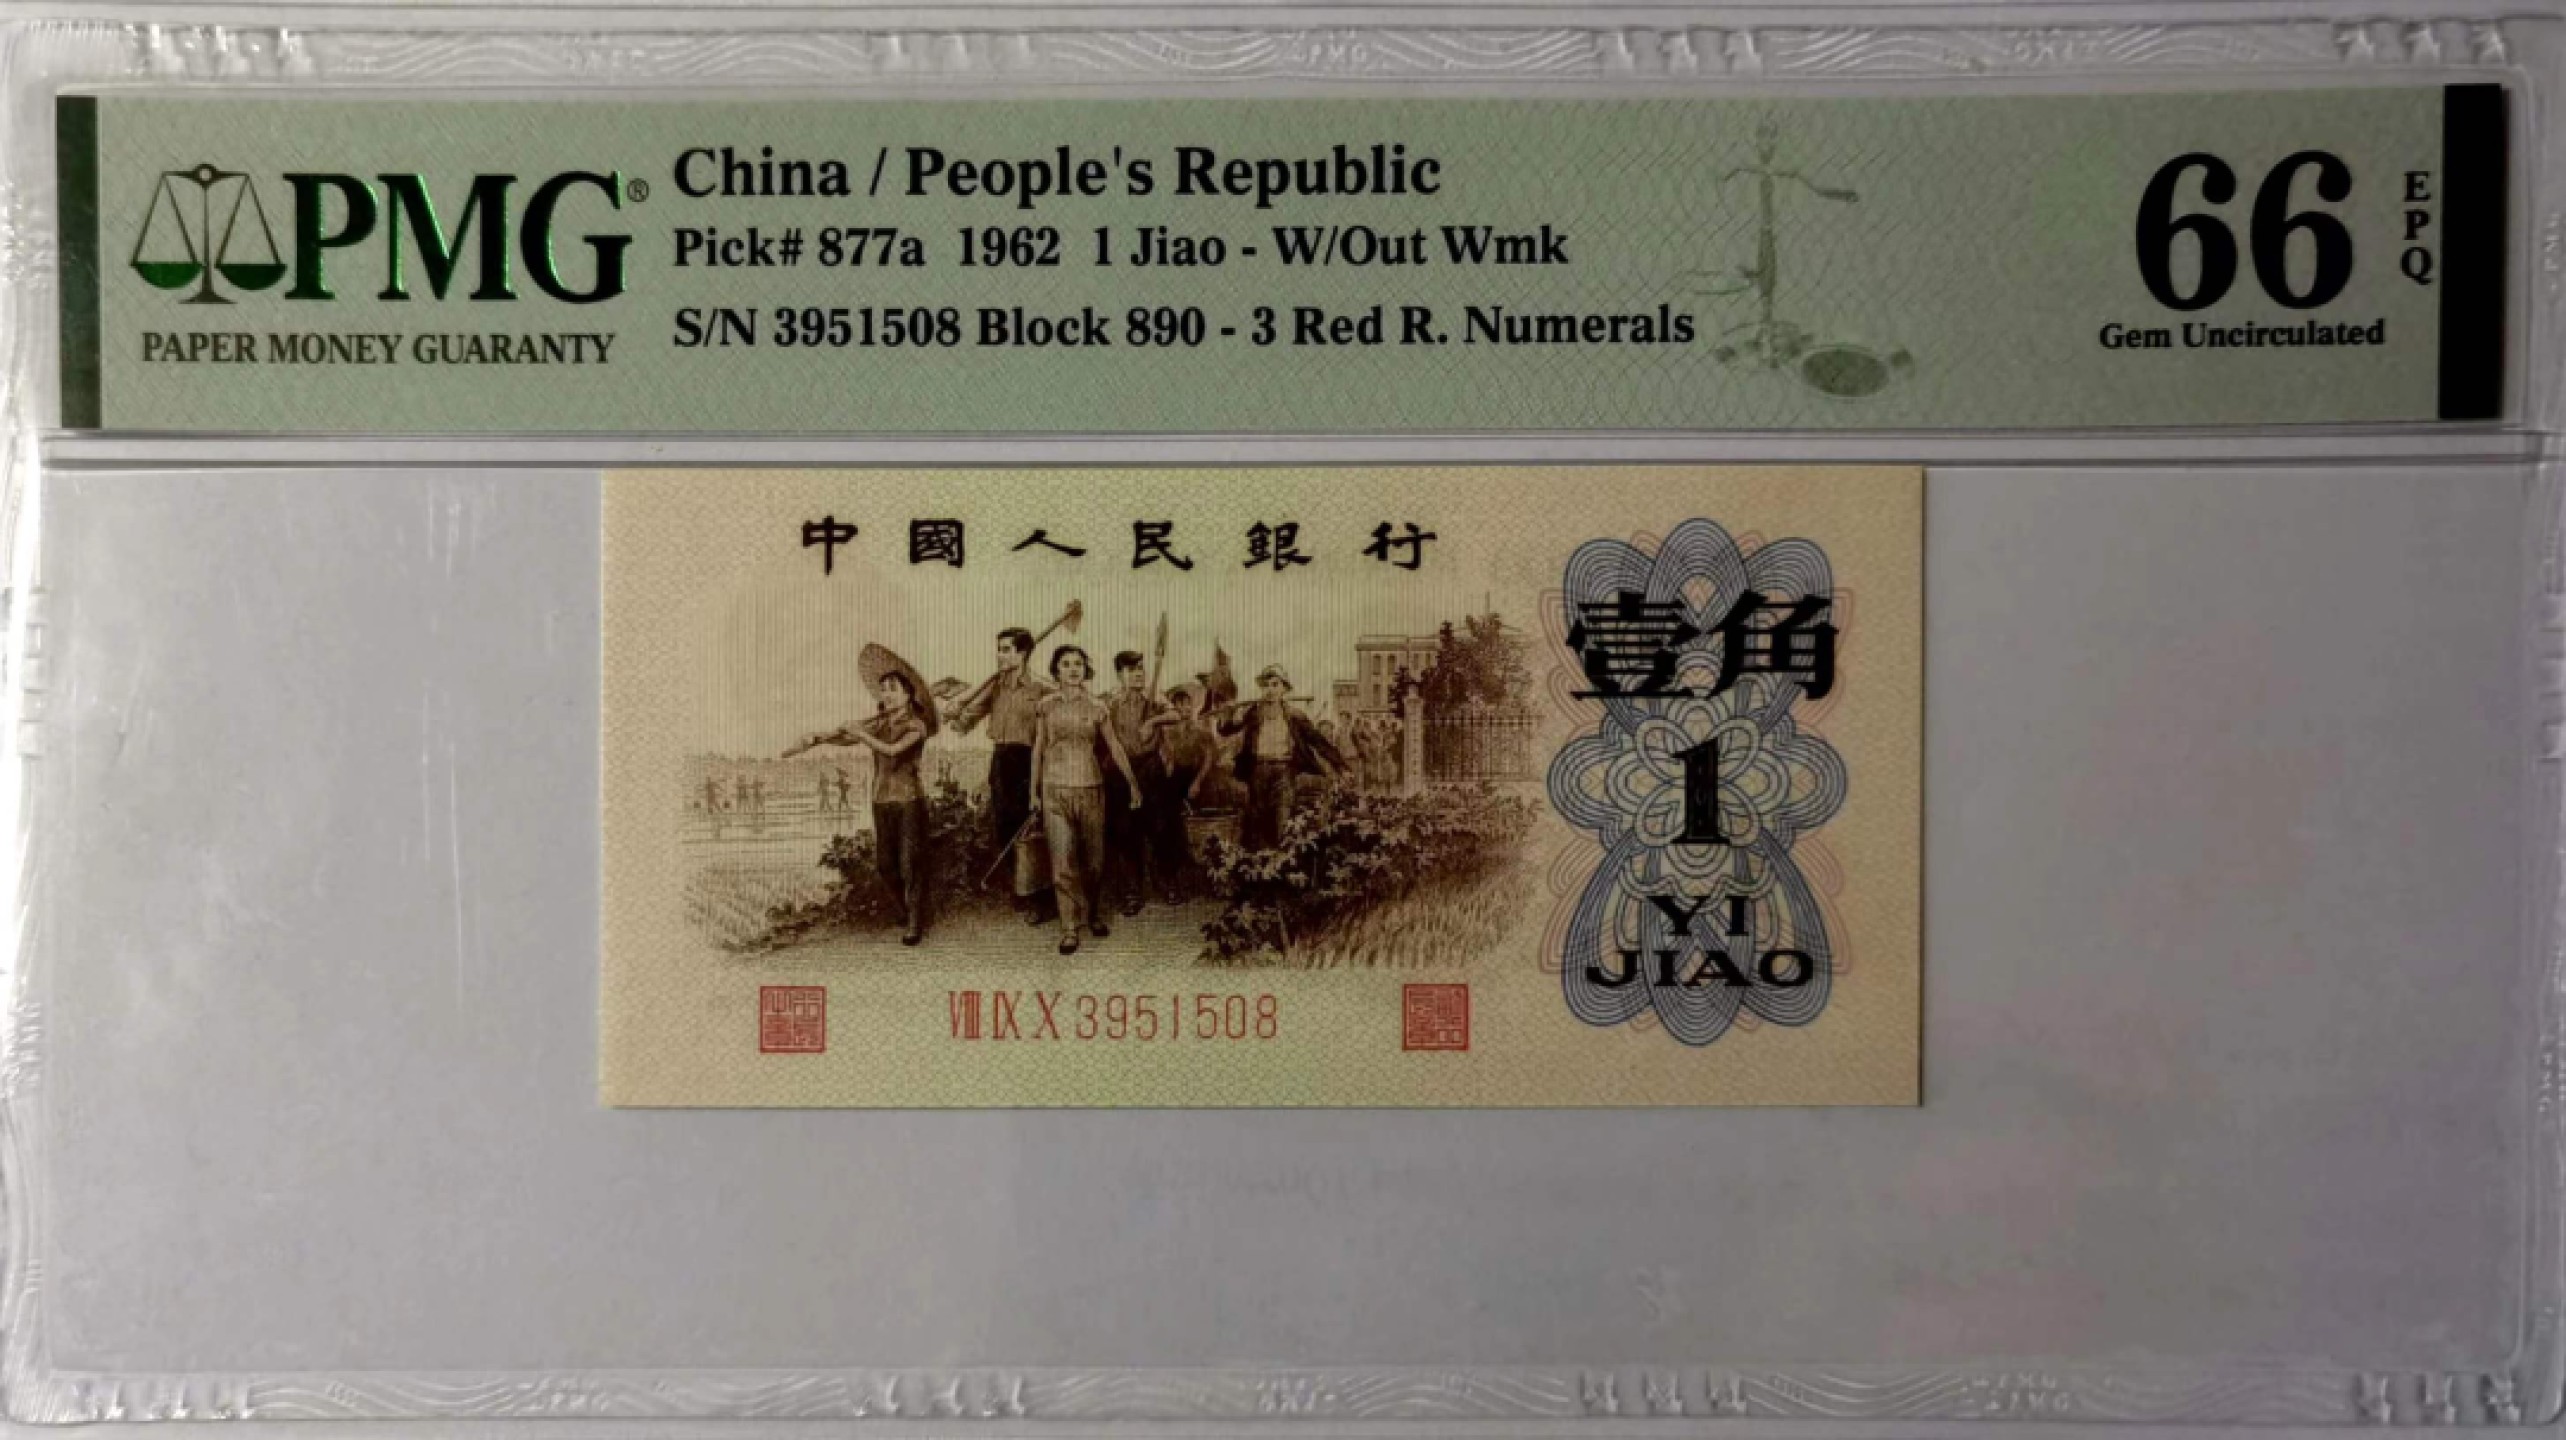 PMG®
PAPER MONEY GUARANTY
China / People's Republic
Pick# 877a 1962 1 Jiao - W/Out Wmk
S/N 3951508 Block 890 - 3 Red R. Numerals
66
EPQ
Gem Uncirculated
中國人民銀行
壹角
1
YI
JIAO
VIII IX X 3951508